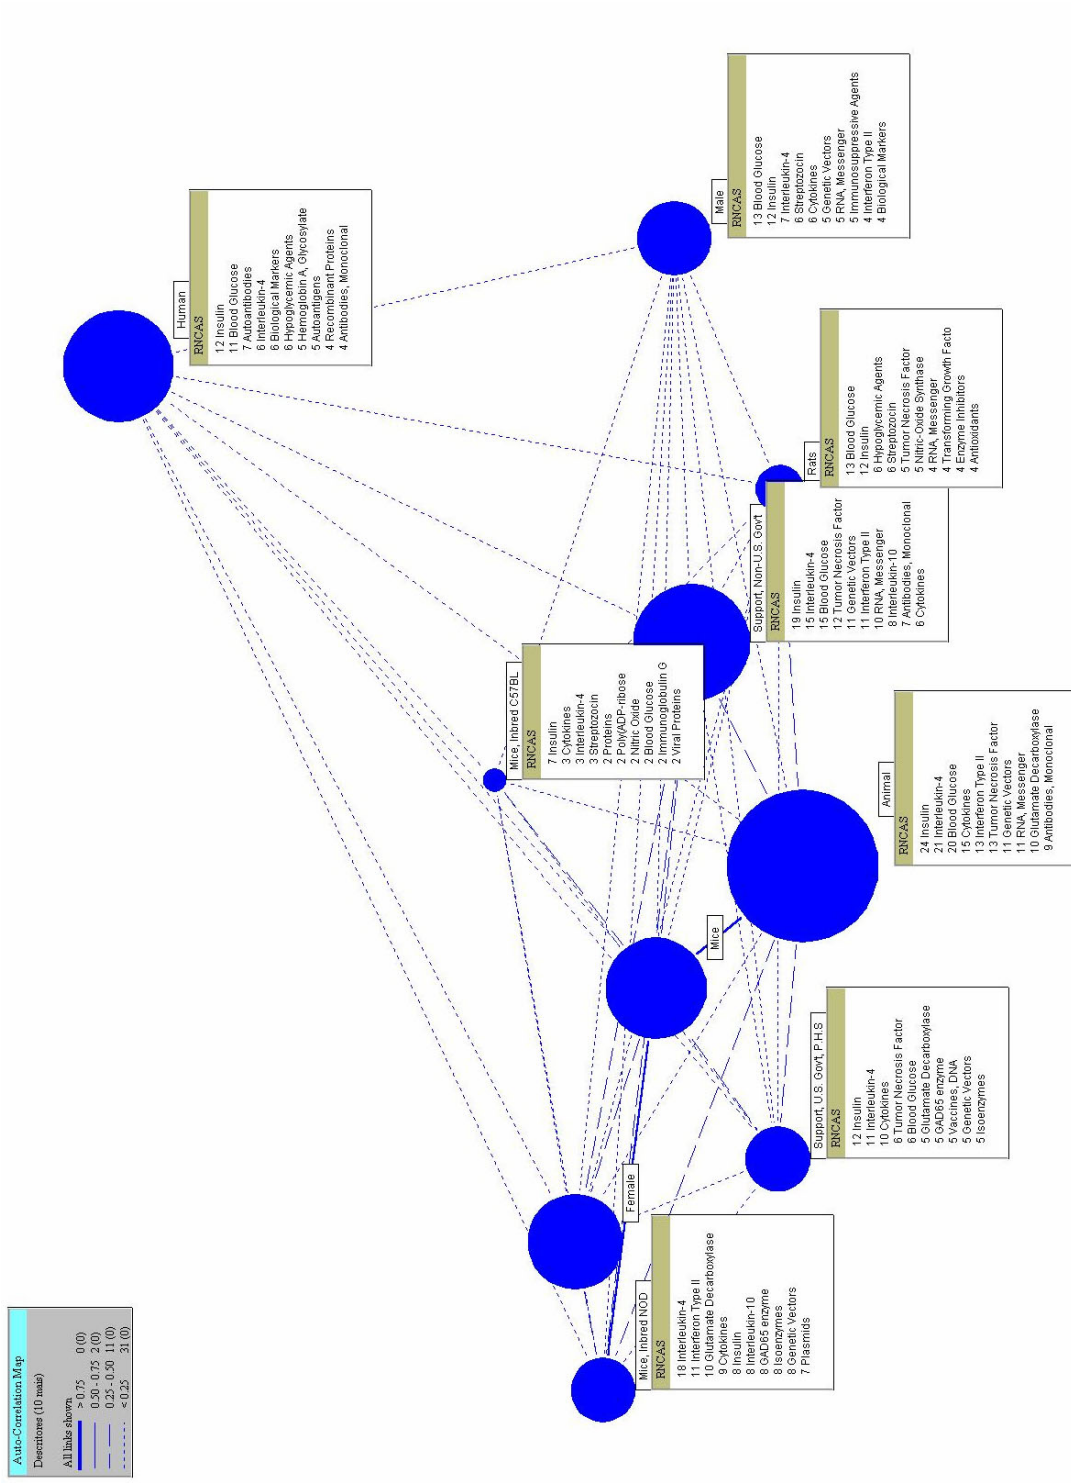 Auto-Correlation Map
Descritores (10 mais)
All links shown
> 0.75 0 (0)
0.50 - 0.75 2 (0)
0.25 - 0.50 11 (0)
< 0.25 31 (0)
Mice, Inbred NOD
RNCAS
18 Interleukin-4
11 Interferon Type II
10 Glutamate Decarboxylase
9 Cytokines
8 Insulin
8 Interleukin-10
8 GAD65 enzyme
8 Isoenzymes
8 Genetic Vectors
7 Plasmids
Female
Support, U.S. Gov't, P.H.S
RNCAS
12 Insulin
11 Interleukin-4
10 Cytokines
6 Tumor Necrosis Factor
6 Blood Glucose
5 Glutamate Decarboxylase
5 GAD65 enzyme
5 Vaccines, DNA
5 Genetic Vectors
5 Isoenzymes
Mice
Animal
RNCAS
24 Insulin
21 Interleukin-4
20 Blood Glucose
15 Cytokines
13 Interferon Type II
13 Tumor Necrosis Factor
11 Genetic Vectors
11 RNA, Messenger
10 Glutamate Decarboxylase
9 Antibodies, Monoclonal
Mice, Inbred C57BL
RNCAS
7 Insulin
3 Cytokines
3 Interleukin-4
3 Streptozocin
2 Proteins
2 Poly(ADP-ribose
2 Nitric Oxide
2 Blood Glucose
2 Immunoglobulin G
2 Viral Proteins
Support, Non-U.S. Gov't
RNCAS
19 Insulin
15 Interleukin-4
15 Blood Glucose
12 Tumor Necrosis Factor
11 Genetic Vectors
11 Interferon Type II
10 RNA, Messenger
8 Interleukin-10
7 Antibodies, Monoclonal
6 Cytokines
Rats
RNCAS
13 Blood Glucose
12 Insulin
6 Hypoglycemic Agents
6 Streptozocin
5 Tumor Necrosis Factor
5 Nitric-Oxide Synthase
4 RNA, Messenger
4 Transforming Growth Facto
4 Enzyme Inhibitors
4 Antioxidants
Human
RNCAS
12 Insulin
11 Blood Glucose
7 Autoantibodies
6 Interleukin-4
6 Biological Markers
6 Hypoglycemic Agents
5 Hemoglobin A, Glycosylate
5 Autoantigens
4 Recombinant Proteins
4 Antibodies, Monoclonal
Male
RNCAS
13 Blood Glucose
12 Insulin
7 Interleukin-4
6 Streptozocin
6 Cytokines
5 Genetic Vectors
5 RNA, Messenger
5 Immunosuppressive Agents
4 Interferon Type II
4 Biological Markers